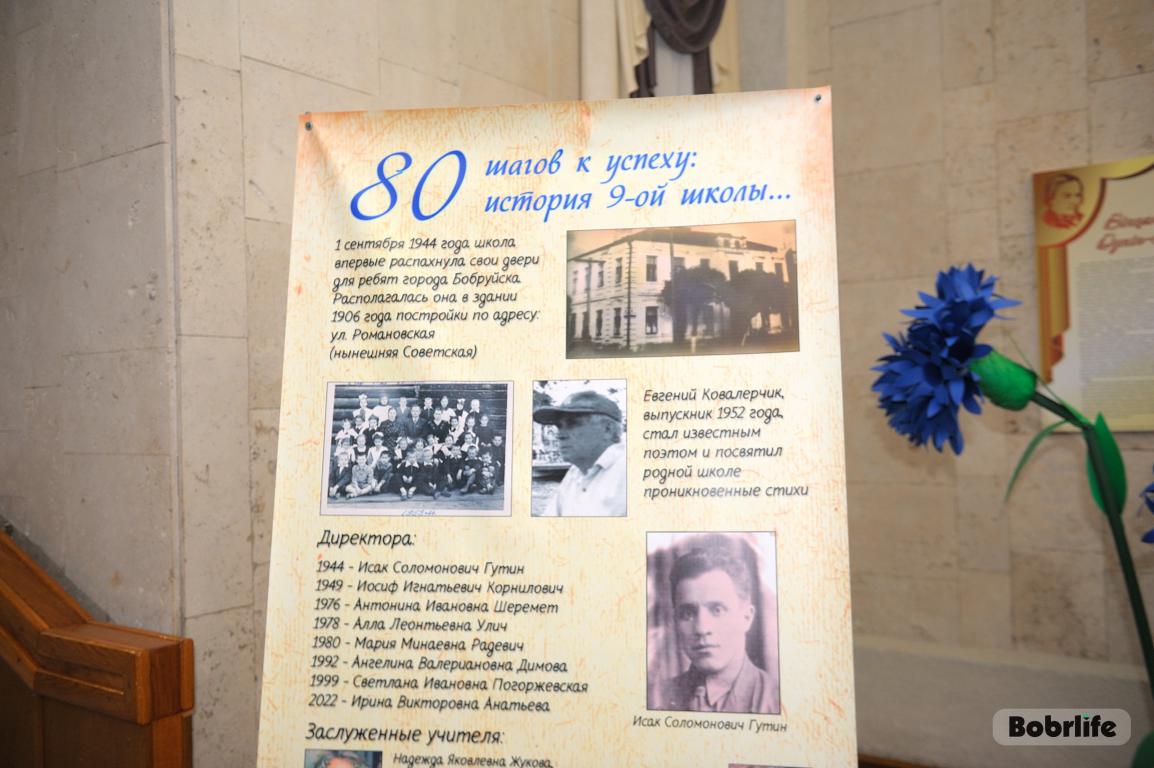 80 шагов к успеху:
история 9-ой школы...
1 сентября 1944 года школа
впервые распахнула свои двери
для ребят города Бобруйска.
Располагалась она в здании
1906 года постройки по адресу:
ул. Романовская
(нынешняя Советская)
Евгений Ковалерчик,
выпускник 1952 года,
стал известным
поэтом и посвятил
родной школе
проникновенные стихи
Директора:
1944 - Исак Соломонович Гутин
1949 - Иосиф Игнатьевич Корнилович
1976 - Антонина Ивановна Шеремет
1978 - Алла Леонтьевна Улич
1980 - Мария Минаевна Радевич
1992 - Ангелина Валериановна Димова
1999 - Светлана Ивановна Погоржевская
2022 - Ирина Викторовна Анатьева
Исак Соломонович Гутин
Заслуженные учителя:
Надежда Яковлевна Жукова,
Bobrlife